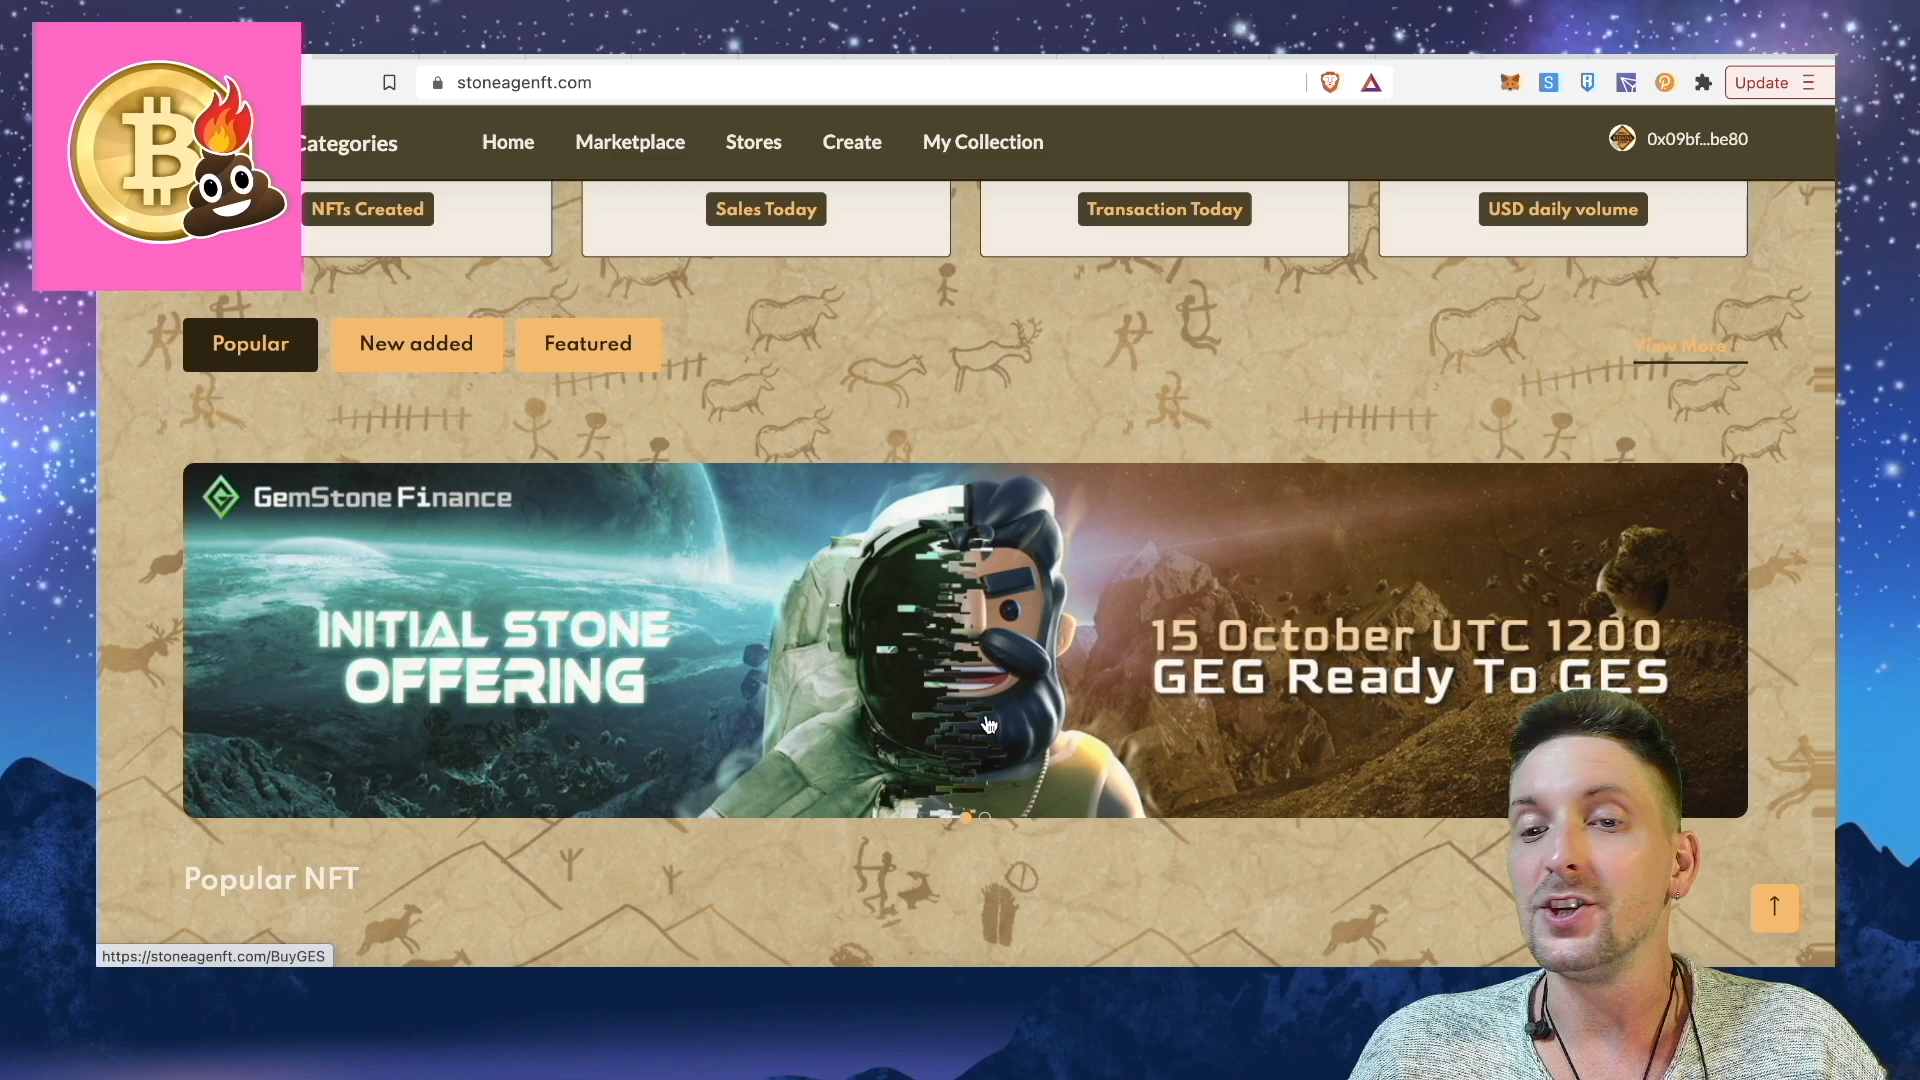 stoneagenft.com
Update
Categories
Home
Marketplace
Stores
Create
My Collection
0x09bf...be80
NFTs Created
Sales Today
Transaction Today
USD daily volume
Popular
New added
Featured
View More
GemStone Finance
INITIAL STONE
OFFERING
15 October UTC 1200
GEG Ready To GES
Popular NFT
↑
https://stoneagenft.com/BuyGES